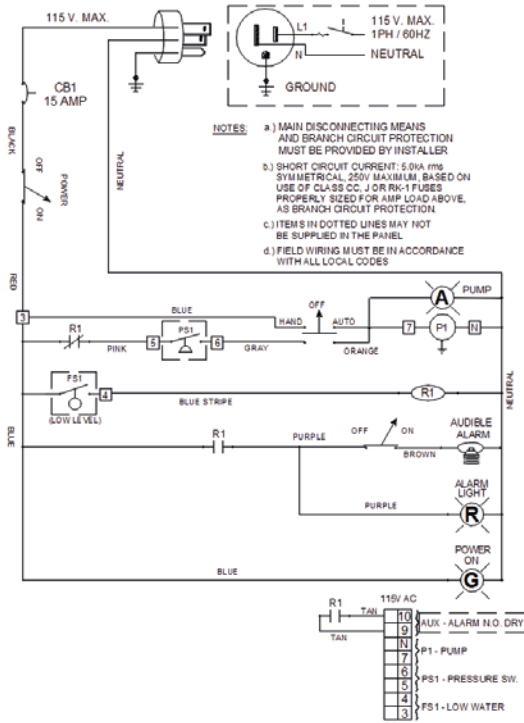 115 V. MAX.
L1
115 V. MAX.
1PH / 60HZ
N
NEUTRAL
GROUND
CB1
15 AMP
BLACK
OFF
POWER
ON
NEUTRAL
NOTES:
a.) MAIN DISCONNECTING MEANS
AND BRANCH CIRCUIT PROTECTION
MUST BE PROVIDED BY INSTALLER
b.) SHORT CIRCUIT CURRENT: 5.0kA rms
SYMMETRICAL, 250V MAXIMUM, BASED ON
USE OF CLASS CC, J OR RK-1 FUSES
PROPERLY SIZED FOR AMP LOAD ABOVE,
AS BRANCH CIRCUIT PROTECTION.
c.) ITEMS IN DOTTED LINES MAY NOT
BE SUPPLIED IN THE PANEL
d.) FIELD WIRING MUST BE IN ACCORDANCE
WITH ALL LOCAL CODES
RED
3
BLUE
HAND
OFF
AUTO
A
PUMP
7
P1
N
R1
PINK
5
PS1
6
GRAY
ORANGE
FS1
4
(LOW LEVEL)
BLUE STRIPE
R1
NEUTRAL
BLUE
R1
PURPLE
OFF
ON
BROWN
AUDIBLE
ALARM
PURPLE
ALARM
LIGHT
R
BLUE
POWER
ON
G
115V AC
R1
TAN
TAN
10
9
AUX - ALARM N.O. DRY
N
7
P1 - PUMP
6
5
PS1 - PRESSURE SW.
4
3
FS1 - LOW WATER